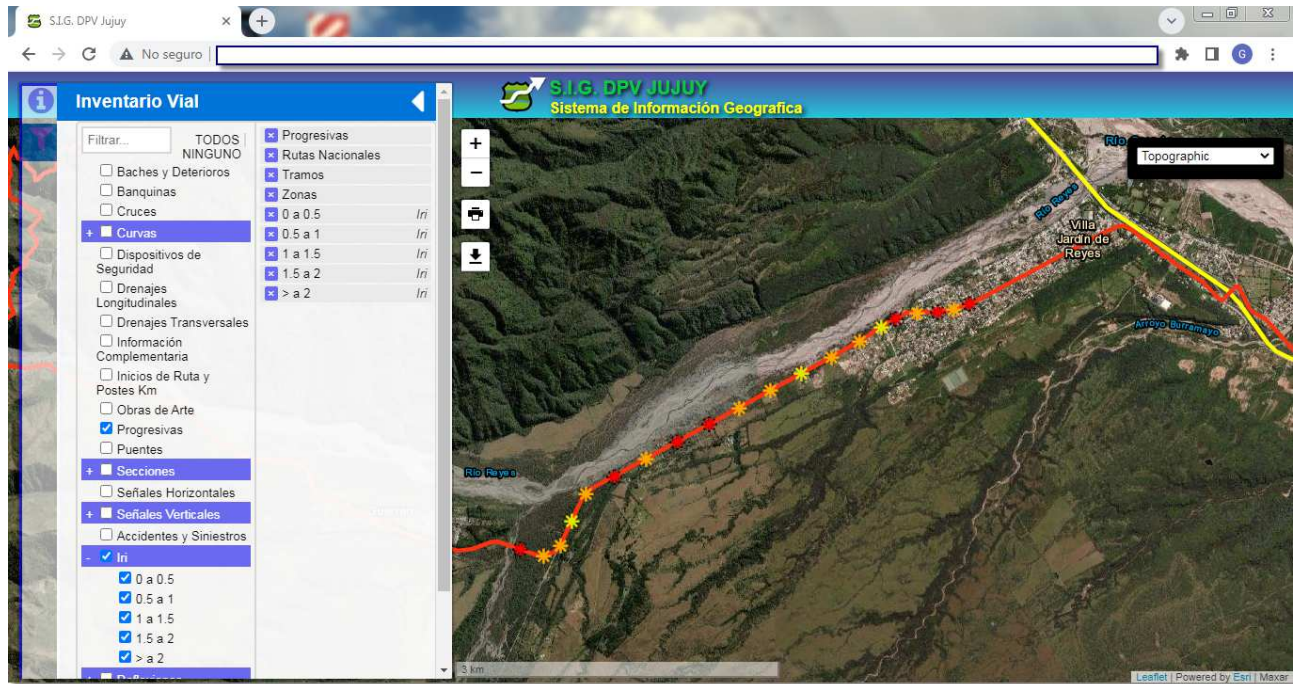 S.I.G. DPV Jujuy
No seguro
G
Inventario Vial
S.I.G. DPV JUJUY
Sistema de Información Geografica
Filtrar...
TODOS
NINGUNO
Baches y Deterioros
Banquinas
Cruces
+ Curvas
Dispositivos de
Seguridad
Drenajes
Longitudinales
Drenajes Transversales
Información
Complementaria
Inicios de Ruta y
Postes Km
Obras de Arte
Progresivas
Puentes
+ Secciones
Señales Horizontales
+ Señales Verticales
Accidentes y Siniestros
- Iri
0 a 0.5
0.5 a 1
1 a 1.5
1.5 a 2
> a 2
Progresivas
Rutas Nacionales
Tramos
Zonas
0 a 0.5 Iri
0.5 a 1 Iri
1 a 1.5 Iri
1.5 a 2 Iri
> a 2 Iri
+
−
Topographic
Río Reyes
Villa
Jardín de
Reyes
Arroyo Burrumayo
Río Reyes
3 km
Leaflet | Powered by Esri | Maxar